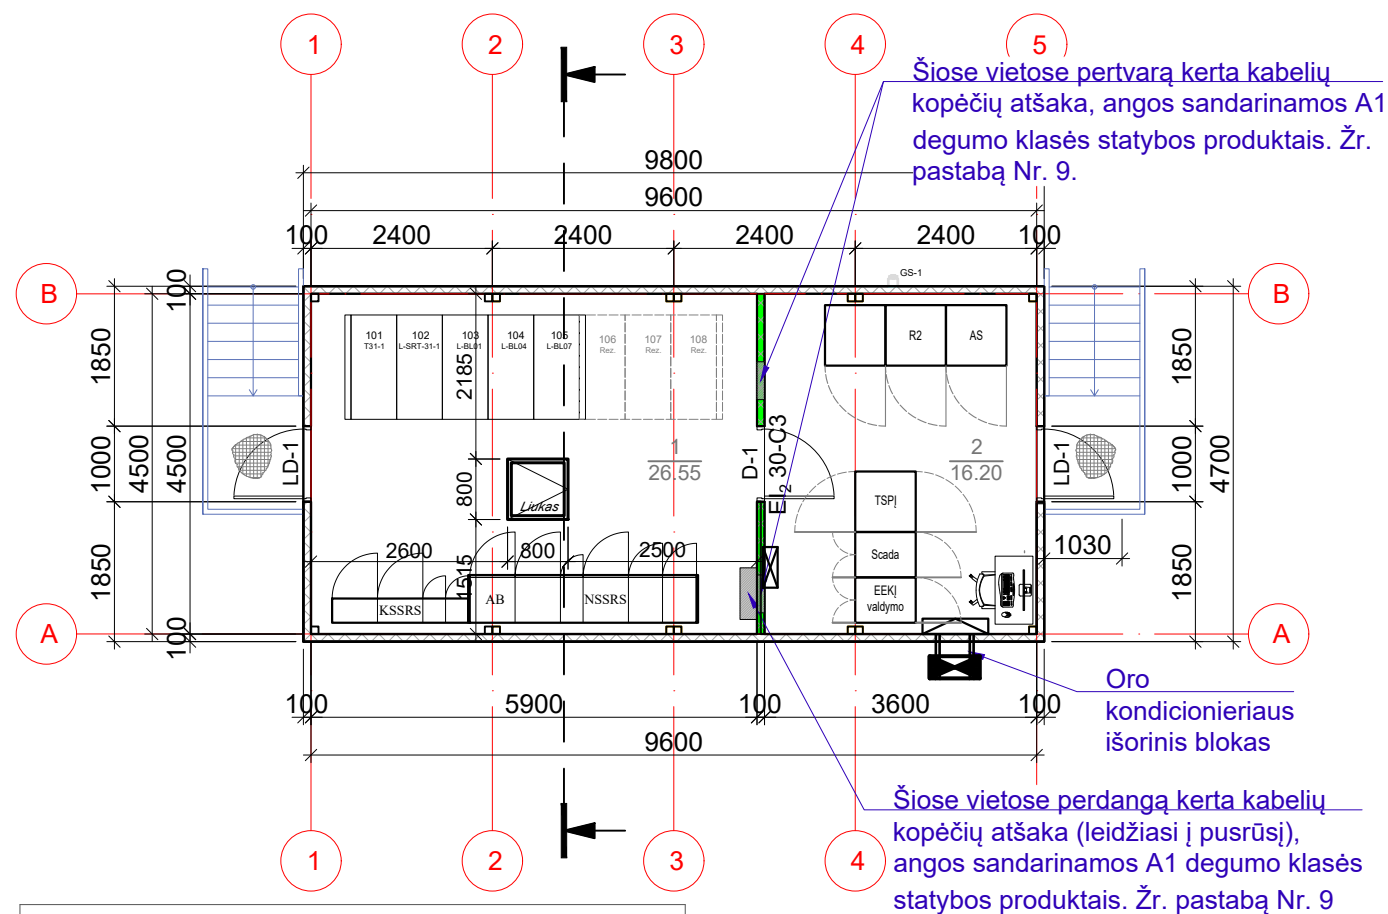 1
2
3
4
5
Šiose vietose pertvarą kerta kabelių
kopėčių atšaka, angos sandarinamos A1
degumo klasės statybos produktais. Žr.
pastabą Nr. 9.
9800
9600
100
2400
2400
2400
2400
100
GS-1
B
B
100
1850
1000
4500
4500
1850
100
101
T31-1
102
L-SRT-31-1
103
L-BL01
104
L-BL04
105
L-BL07
106
Rez.
107
Rez.
108
Rez.
R2
AS
2185
1850
1000
4700
1850
LD-1
1
26.55
D-1
EI₂ 30-C3
2
16.20
LD-1
800
Liukas
TSPĮ
2600
800
2500
1515
Scada
1030
EEKĮ
valdymo
KSSRS
AB
NSSRS
A
A
100
5900
100
3600
100
9600
Oro
kondicionieriaus
išorinis blokas
Šiose vietose perdangą kerta kabelių
kopėčių atšaka (leidžiasi į pusrūsį),
angos sandarinamos A1 degumo klasės
statybos produktais. Žr. pastabą Nr. 9
1
2
3
4